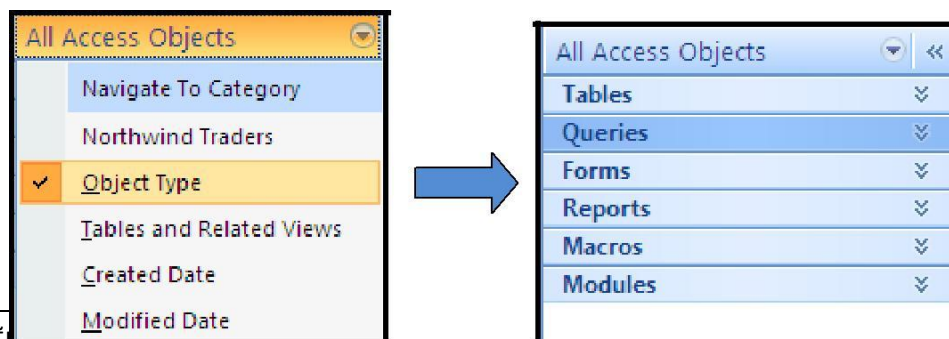 All Access Objects
Navigate To Category
Northwind Traders
Object Type
Tables and Related Views
Created Date
Modified Date
All Access Objects
Tables
Queries
Forms
Reports
Macros
Modules